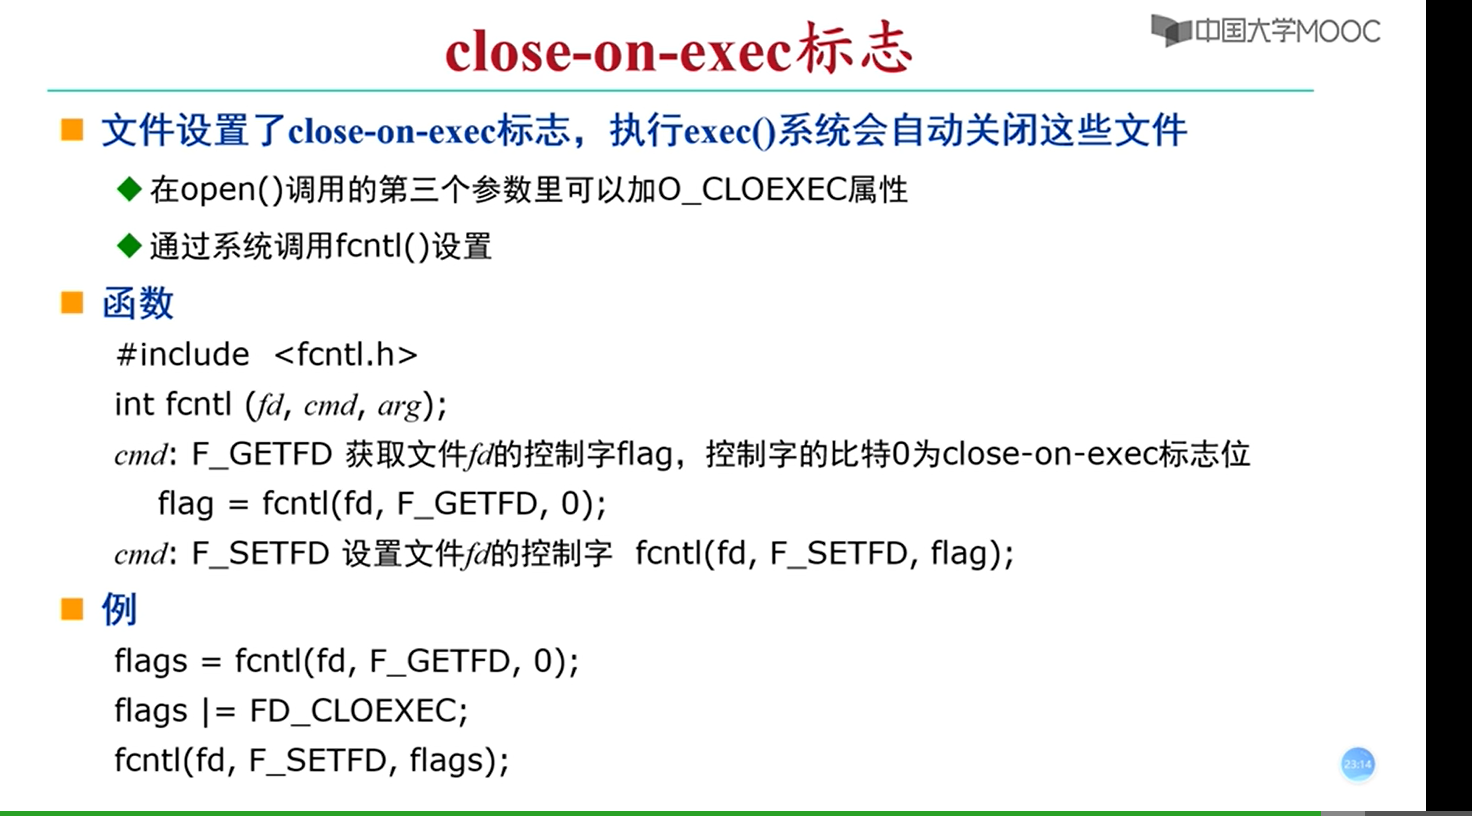 中国大学MOOC
close-on-exec标志
文件设置了close-on-exec标志，执行exec()系统会自动关闭这些文件
在open()调用的第三个参数里可以加O_CLOEXEC属性
通过系统调用fcntl()设置
函数
#include <fcntl.h>
int fcntl (fd, cmd, arg);
cmd: F_GETFD 获取文件fd的控制字flag，控制字的比特0为close-on-exec标志位
flag = fcntl(fd, F_GETFD, 0);
cmd: F_SETFD 设置文件fd的控制字 fcntl(fd, F_SETFD, flag);
例
flags = fcntl(fd, F_GETFD, 0);
flags |= FD_CLOEXEC;
fcntl(fd, F_SETFD, flags);
23:14